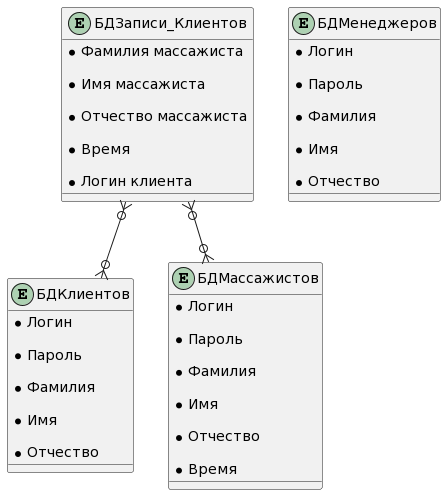 E БДЗаписи_Клиентов
Фамилия массажиста
Имя массажиста
Отчество массажиста
Время
Логин клиента
E БДМенеджеров
Логин
Пароль
Фамилия
Имя
Отчество
E БДКлиентов
Логин
Пароль
Фамилия
Имя
Отчество
E БДМассажистов
Логин
Пароль
Фамилия
Имя
Отчество
Время